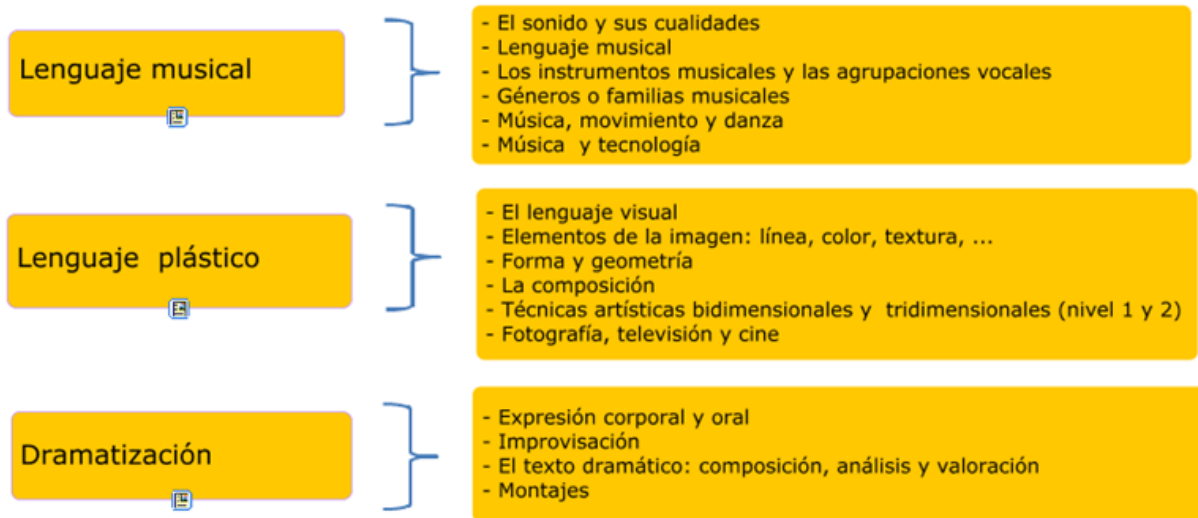 Lenguaje musical
- El sonido y sus cualidades
- Lenguaje musical
- Los instrumentos musicales y las agrupaciones vocales
- Géneros o familias musicales
- Música, movimiento y danza
- Música y tecnología
Lenguaje plástico
- El lenguaje visual
- Elementos de la imagen: línea, color, textura, ...
- Forma y geometría
- La composición
- Técnicas artísticas bidimensionales y tridimensionales (nivel 1 y 2)
- Fotografía, televisión y cine
Dramatización
- Expresión corporal y oral
- Improvisación
- El texto dramático: composición, análisis y valoración
- Montajes